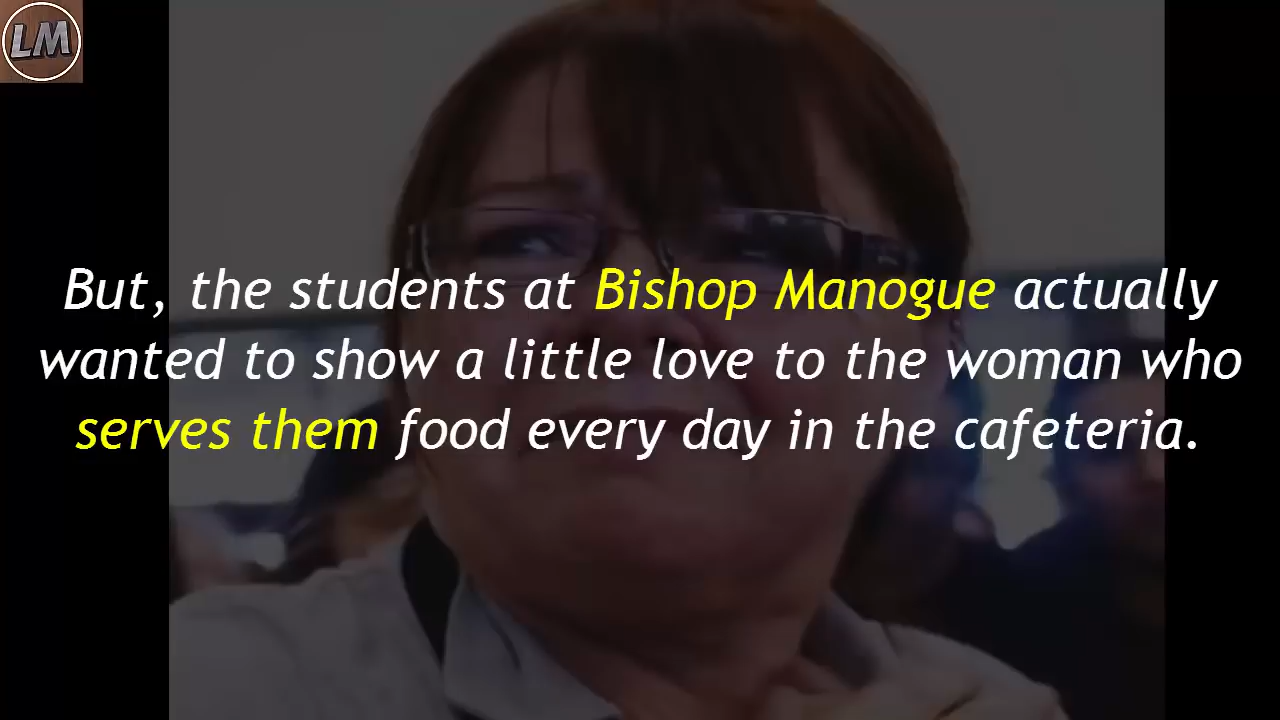 LM
But, the students at Bishop Manogue actually
wanted to show a little love to the woman who
serves them food every day in the cafeteria.